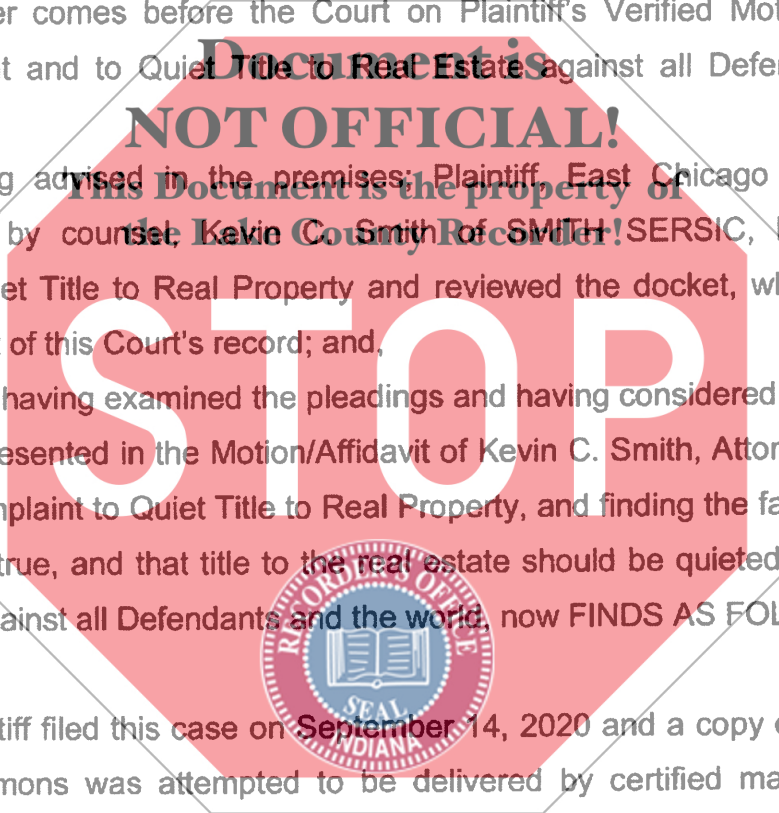 er comes before the Court on Plaintiff's Verified Mot
t and to Quiet Title to Real Estate against all Defen
Document is
NOT OFFICIAL!
g advised in the premises; Plaintiff, East Chicago
This Document is the property of
by counsel, Kevin C. Smith of SMITH SERSIC,
the Lake County Recorder!
et Title to Real Property and reviewed the docket, wh
of this Court's record; and,
STOP
having examined the pleadings and having considered
esented in the Motion/Affidavit of Kevin C. Smith, Attor
nplaint to Quiet Title to Real Property, and finding the fa
true, and that title to the real estate should be quieted
ainst all Defendants and the world, now FINDS AS FOL
RECORDER'S OFFICE
SEAL
INDIANA
tiff filed this case on September 14, 2020 and a copy o
mons was attempted to be delivered by certified ma